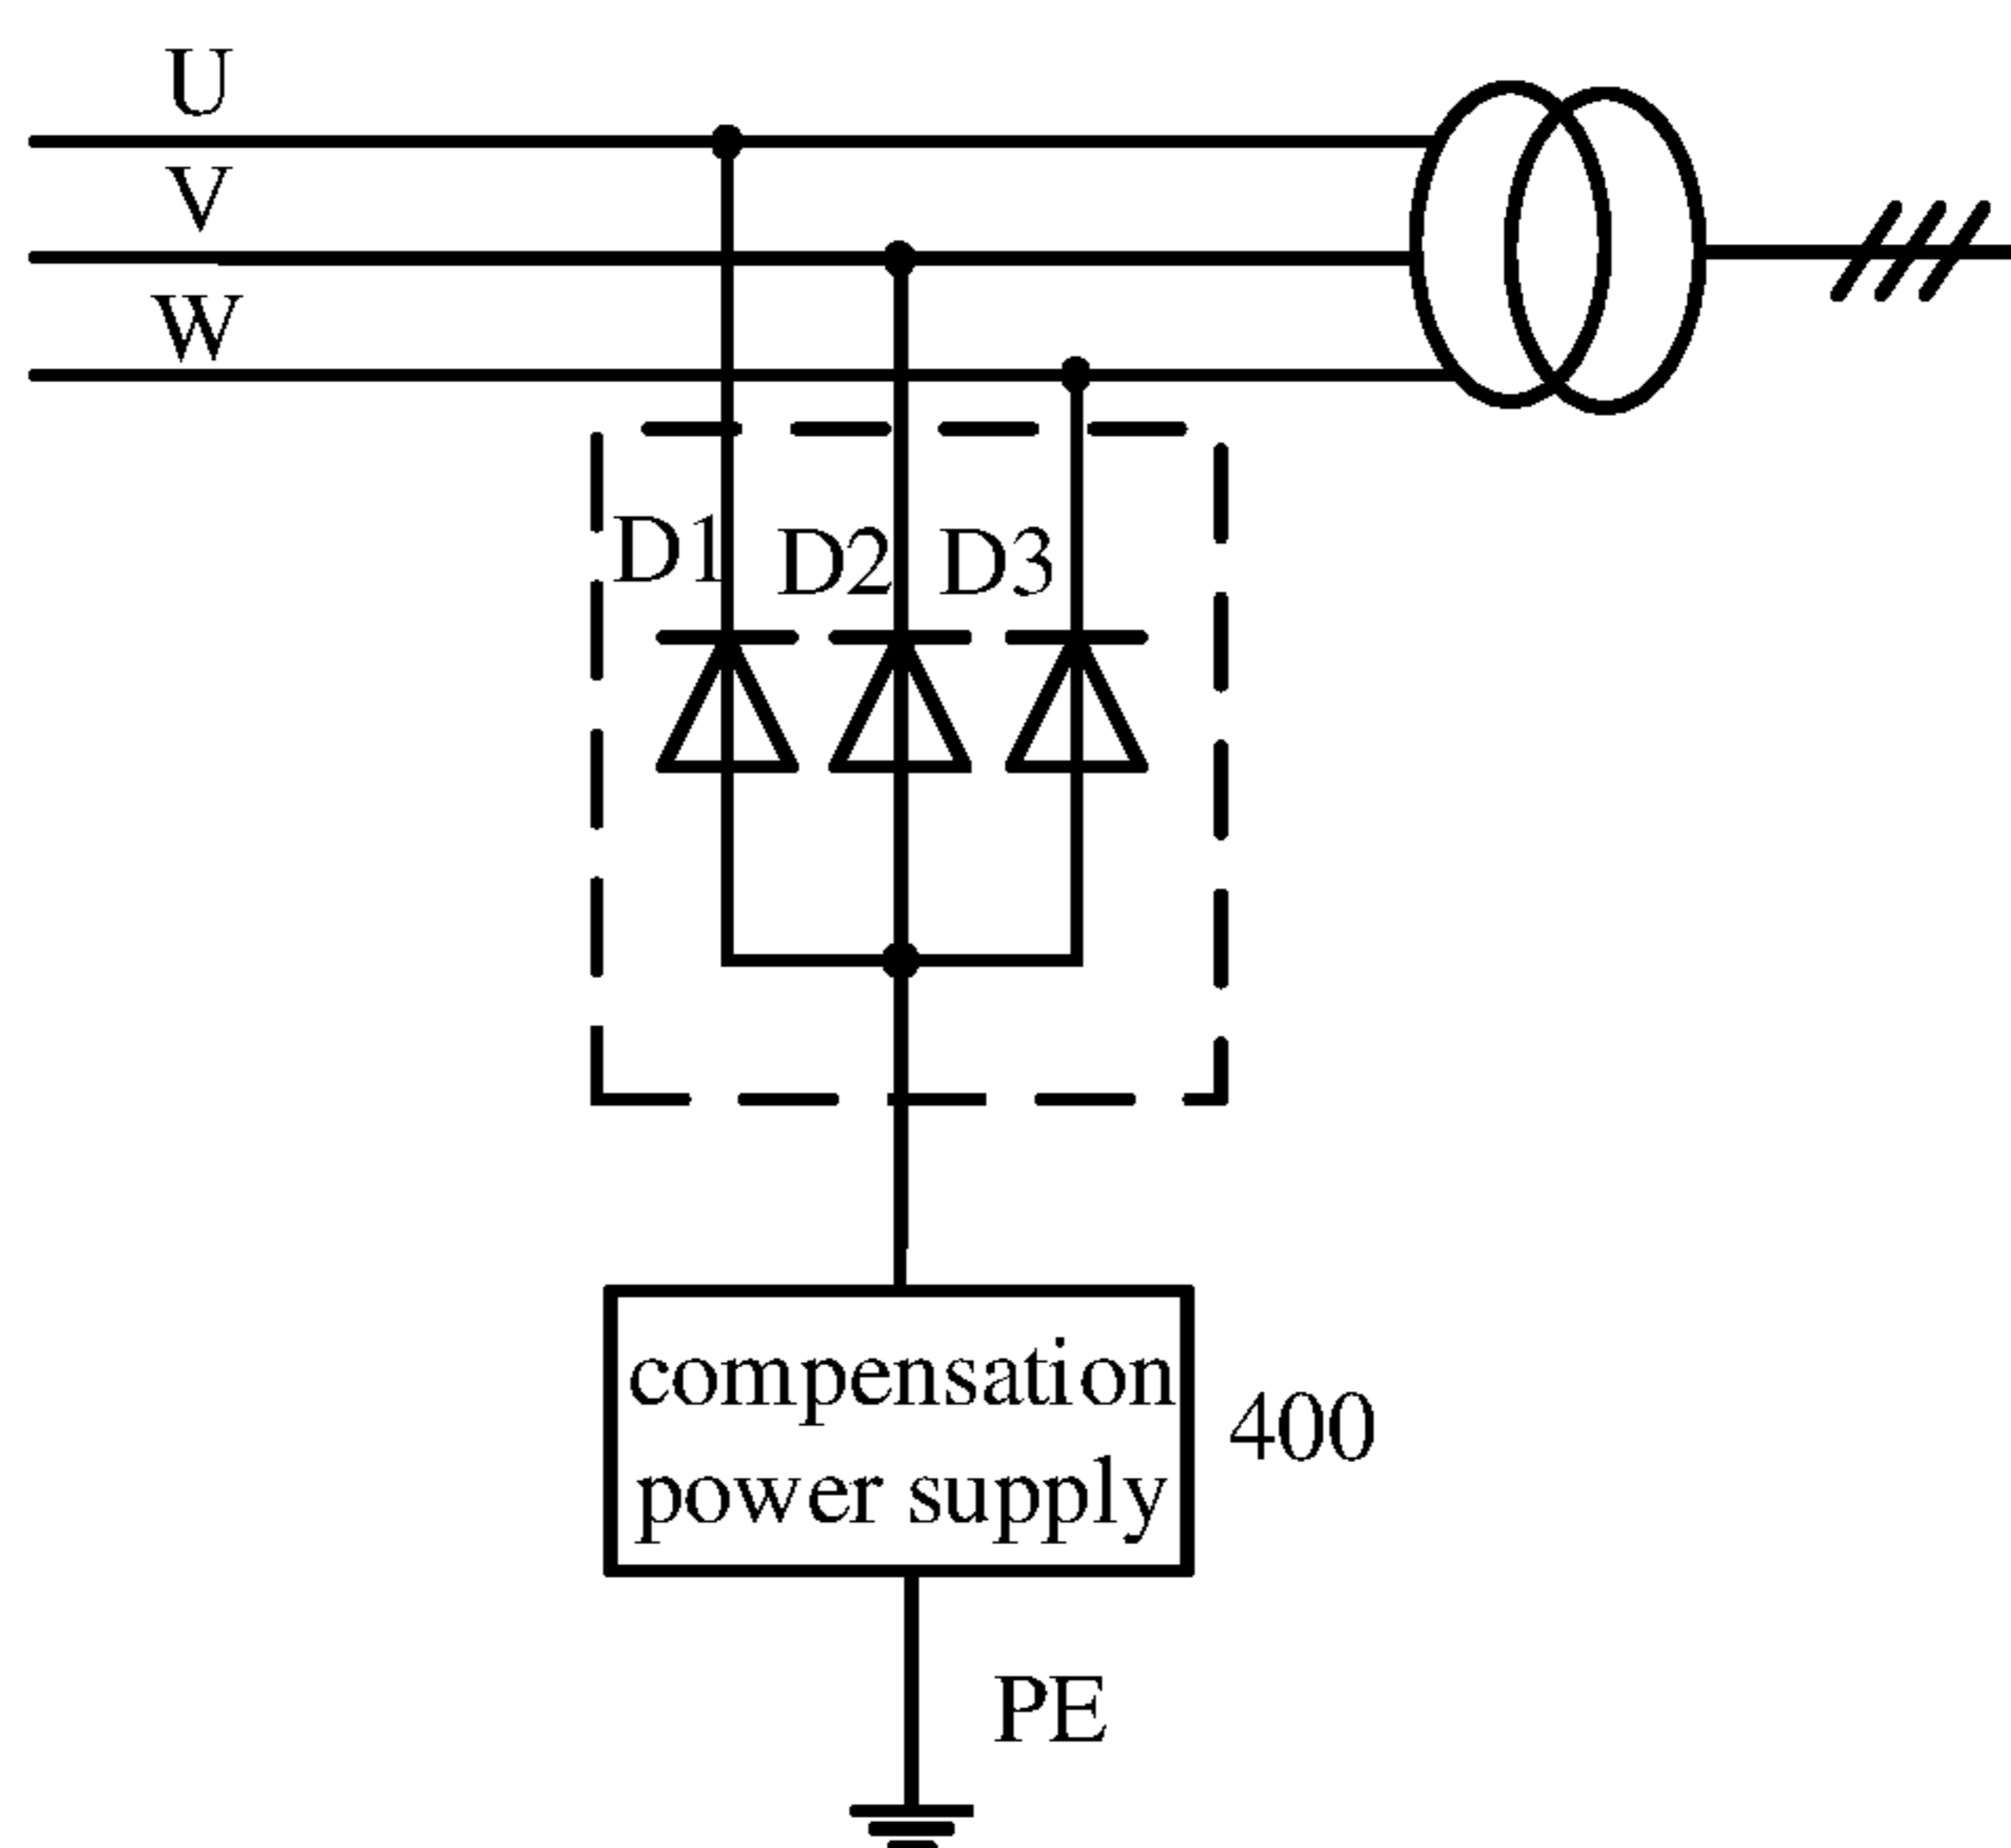 U
V
W
D1 D2 D3
compensation
power supply
400
PE